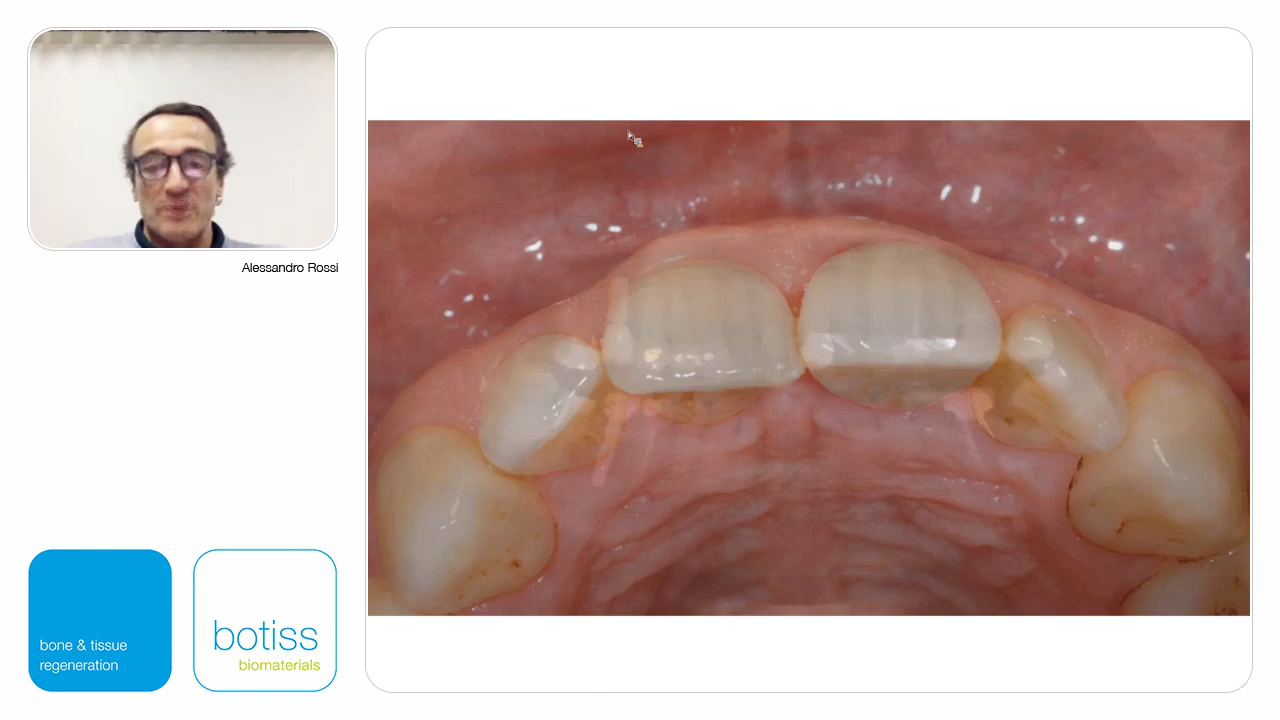 Alessandro Rossi
bone & tissue
regeneration
botiss
biomaterials